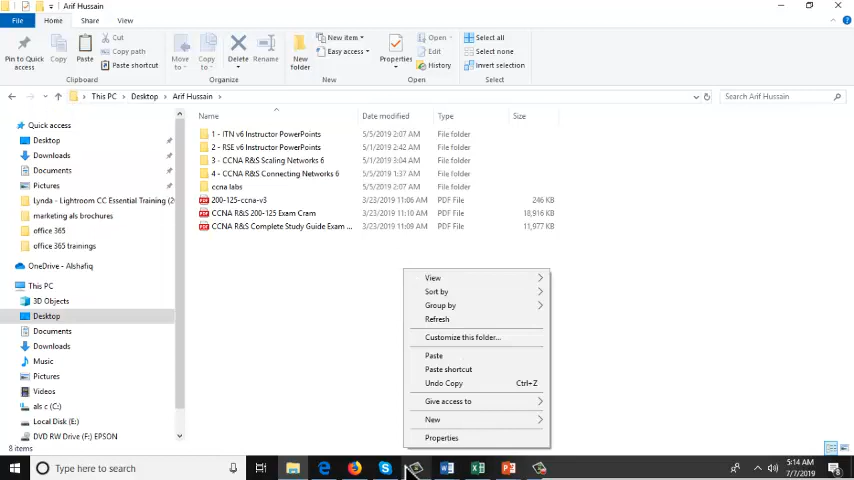 Arif Hussain
File Home Share View
Pin to Quick access
Copy
Paste
Cut
Copy path
Paste shortcut
Clipboard
Move to
Copy to
Delete
Rename
Organize
New folder
New item
Easy access
New
Properties
Open
Edit
History
Open
Select all
Select none
Invert selection
Select
This PC Desktop Arif Hussain
Search Arif Hussain
Quick access
Desktop
Downloads
Documents
Pictures
Lynda - Lightroom CC Essential Training (2
marketing als brochures
office 365
office 365 trainings
OneDrive - Alshafiq
This PC
3D Objects
Desktop
Documents
Downloads
Music
Pictures
Videos
als c (C:)
Local Disk (E:)
DVD RW Drive (F:) EPSON
Name Date modified Type Size
1 - ITN v6 Instructor PowerPoints 5/5/2019 2:07 AM File folder
2 - RSE v6 Instructor PowerPoints 5/1/2019 2:42 AM File folder
3 - CCNA R&S Scaling Networks 6 5/1/2019 3:04 AM File folder
4 - CCNA R&S Connecting Networks 6 5/5/2019 1:37 AM File folder
ccna labs 5/5/2019 2:07 AM File folder
200-125-ccna-v3 3/23/2019 11:06 AM PDF File 246 KB
CCNA R&S 200-125 Exam Cram 3/23/2019 11:10 AM PDF File 18,916 KB
CCNA R&S Complete Study Guide Exam ... 3/23/2019 11:09 AM PDF File 11,977 KB
View
Sort by
Group by
Refresh
Customize this folder...
Paste
Paste shortcut
Undo Copy Ctrl+Z
Give access to
New
Properties
8 items
Type here to search
5:14 AM
7/7/2019